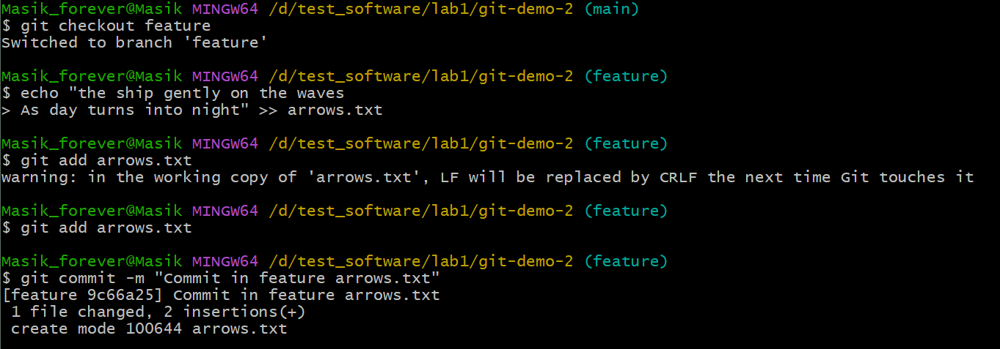 Masik_forever@Masik MINGW64 /d/test_software/lab1/git-demo-2 (main)
$ git checkout feature
Switched to branch 'feature'
Masik_forever@Masik MINGW64 /d/test_software/lab1/git-demo-2 (feature)
$ echo "the ship gently on the waves
> As day turns into night" >> arrows.txt
Masik_forever@Masik MINGW64 /d/test_software/lab1/git-demo-2 (feature)
$ git add arrows.txt
warning: in the working copy of 'arrows.txt', LF will be replaced by CRLF the next time Git touches it
Masik_forever@Masik MINGW64 /d/test_software/lab1/git-demo-2 (feature)
$ git add arrows.txt
Masik_forever@Masik MINGW64 /d/test_software/lab1/git-demo-2 (feature)
$ git commit -m "Commit in feature arrows.txt"
[feature 9c66a25] Commit in feature arrows.txt
 1 file changed, 2 insertions(+)
 create mode 100644 arrows.txt